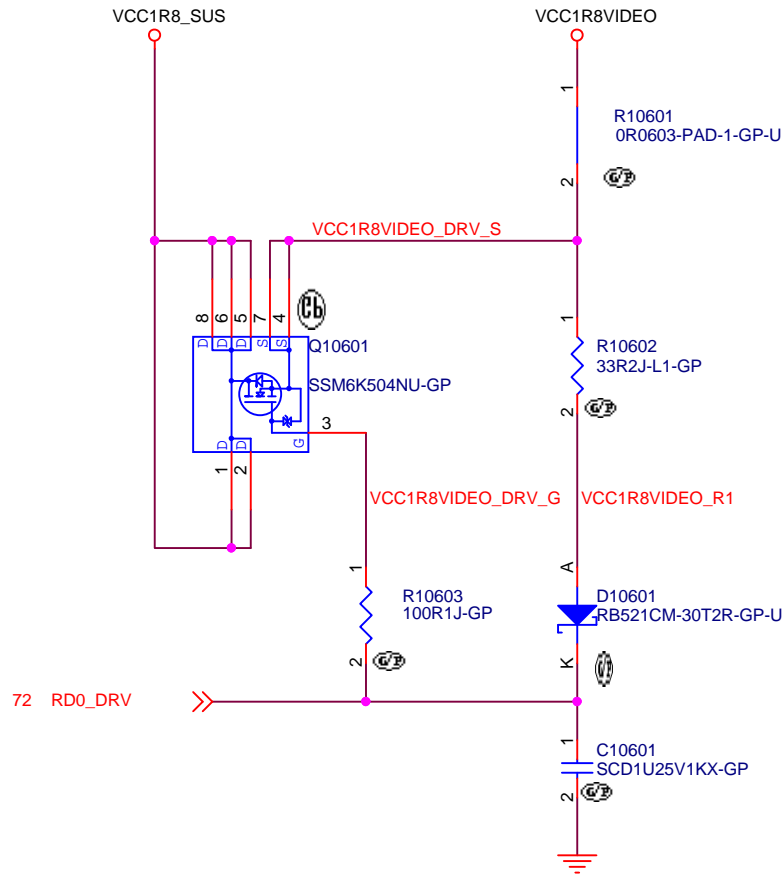 VCC1R8_SUS
VCC1R8VIDEO
1
R10601
0R0603-PAD-1-GP-U
2
G/P
VCC1R8VIDEO_DRV_S
8
6
5
7
4
D
D
D
S
S
Q10601
SSM6K504NU-GP
1
R10602
33R2J-L1-GP
2
G/P
3
D
D
G
1
2
VCC1R8VIDEO_DRV_G
VCC1R8VIDEO_R1
1
R10603
100R1J-GP
2
G/P
A
D10601
RB521CM-30T2R-GP-U
K
72 RD0_DRV
1
C10601
SCD1U25V1KX-GP
2
G/P